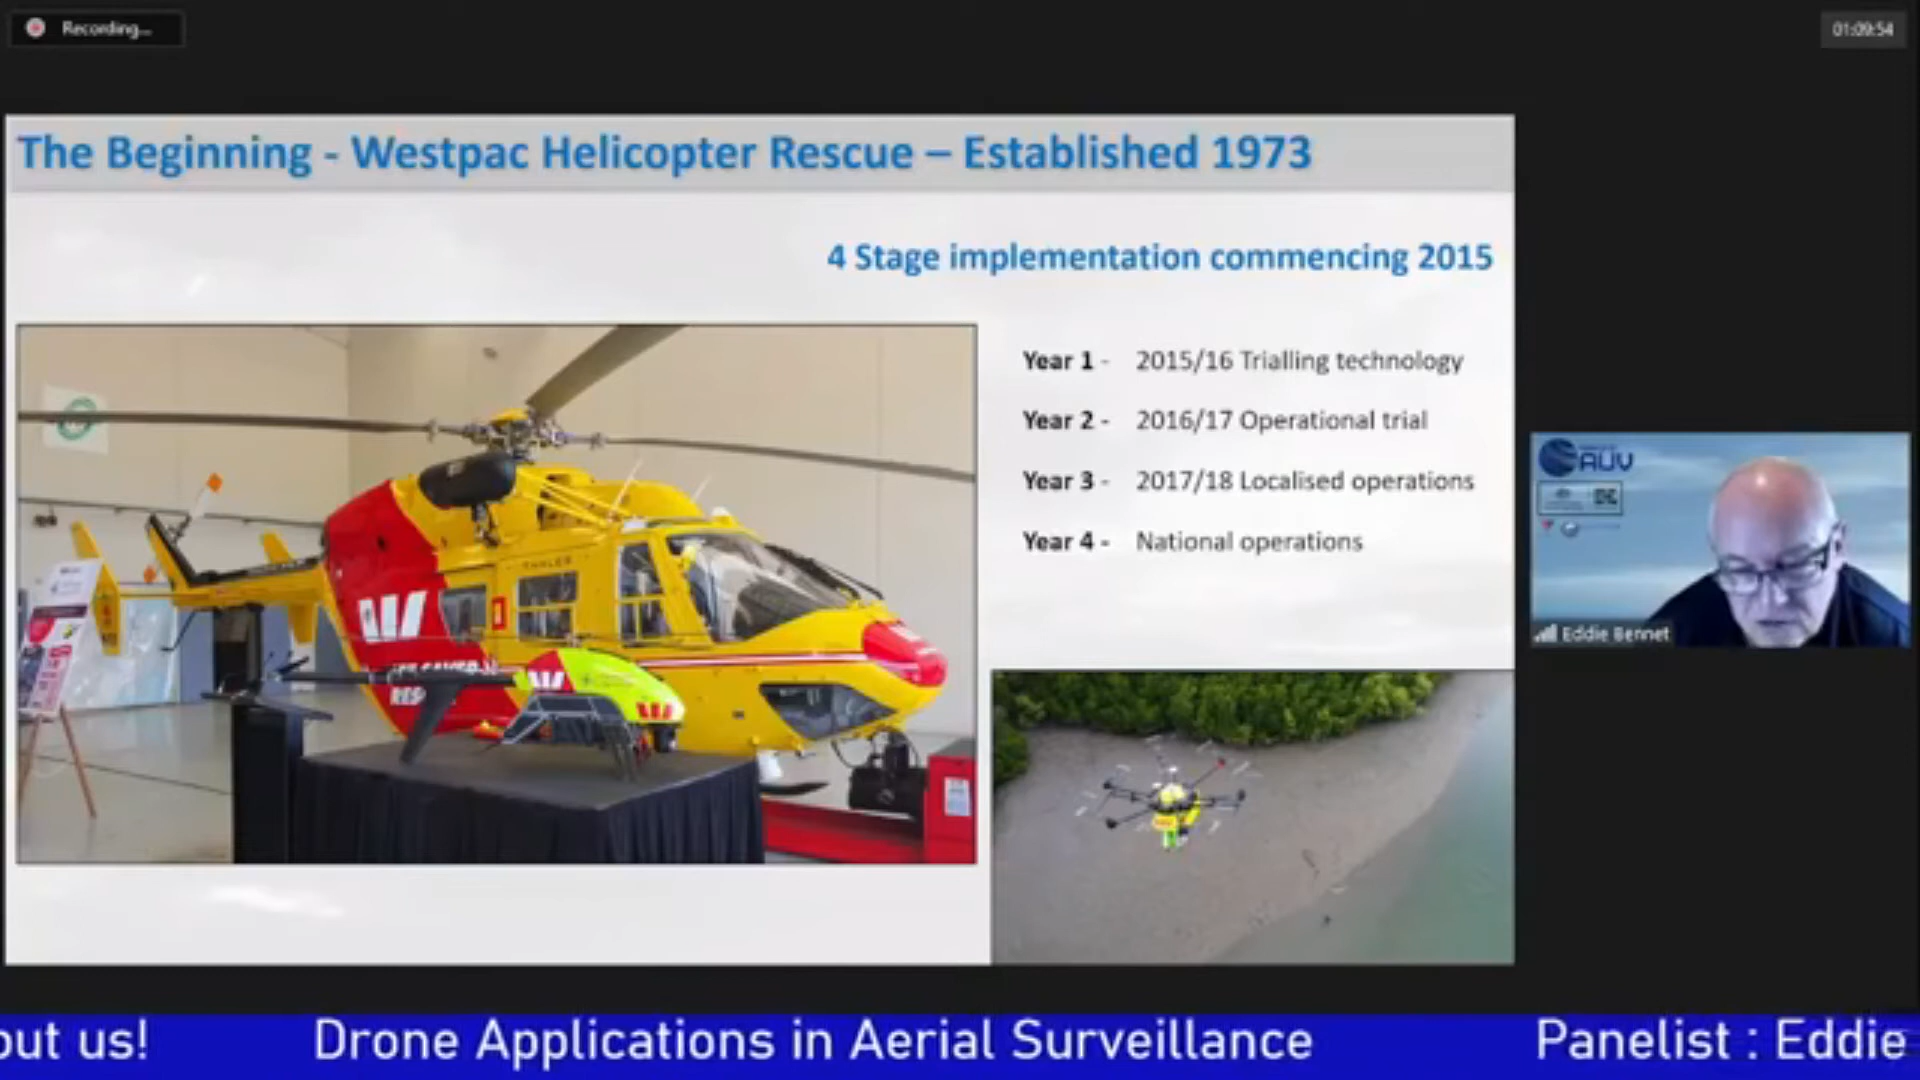 Recording...
01:09:54
The Beginning - Westpac Helicopter Rescue – Established 1973
4 Stage implementation commencing 2015
Year 1 - 2015/16 Trialling technology
Year 2 - 2016/17 Operational trial
Year 3 - 2017/18 Localised operations
Year 4 - National operations
THALES
AUV
Eddie Bennet
out us! Drone Applications in Aerial Surveillance Panelist : Eddie